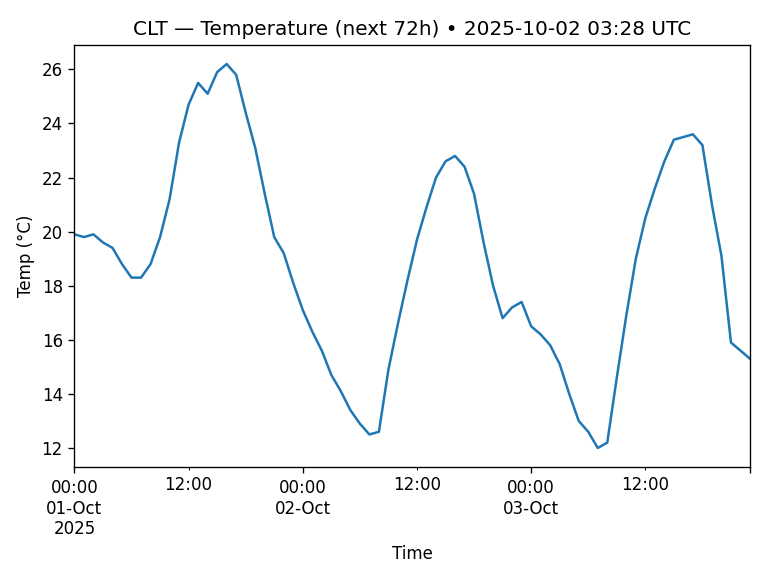 CLT — Temperature (next 72h) • 2025-10-02 03:28 UTC
Temp (°C)
26
24
22
20
18
16
14
12
00:00 12:00 00:00 12:00 00:00 12:00
01-Oct 02-Oct 03-Oct
2025
Time